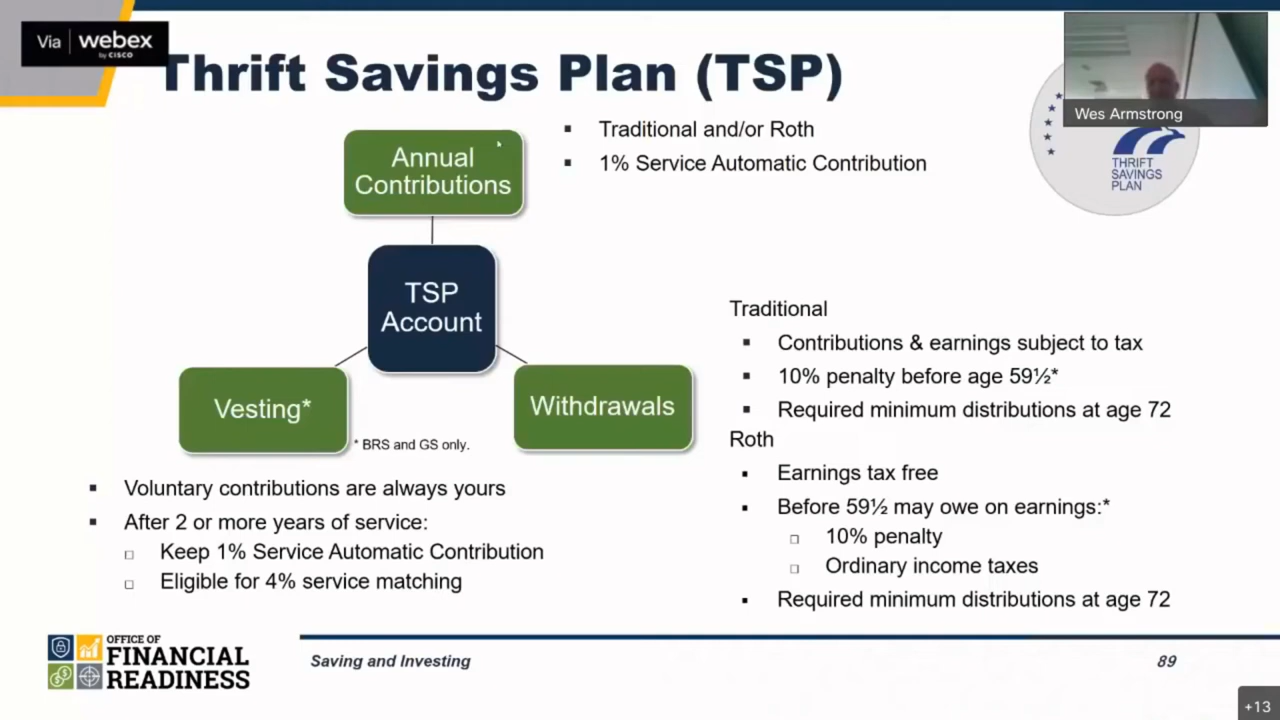 Via webex
by CISCO
Thrift Savings Plan (TSP)
Wes Armstrong
THRIFT
SAVINGS
PLAN
Annual
Contributions
▪ Traditional and/or Roth
▪ 1% Service Automatic Contribution
TSP
Account
Vesting*
* BRS and GS only.
Withdrawals
▪ Voluntary contributions are always yours
▪ After 2 or more years of service:
□ Keep 1% Service Automatic Contribution
□ Eligible for 4% service matching
Traditional
▪ Contributions & earnings subject to tax
▪ 10% penalty before age 59½*
▪ Required minimum distributions at age 72
Roth
▪ Earnings tax free
▪ Before 59½ may owe on earnings:*
□ 10% penalty
□ Ordinary income taxes
▪ Required minimum distributions at age 72
OFFICE OF
FINANCIAL
READINESS
Saving and Investing
89
+13